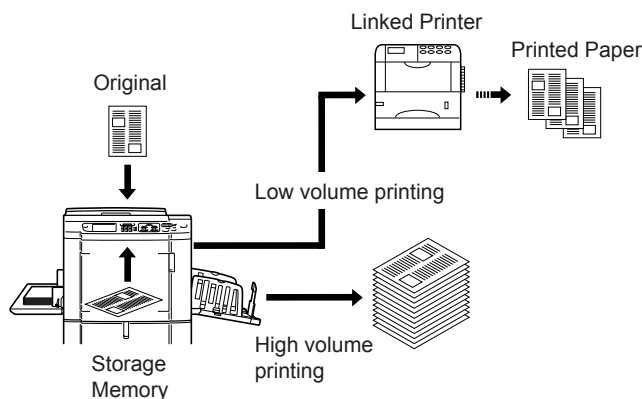 Linked Printer
Printed Paper
Original
Low volume printing
High volume
printing
Storage
Memory